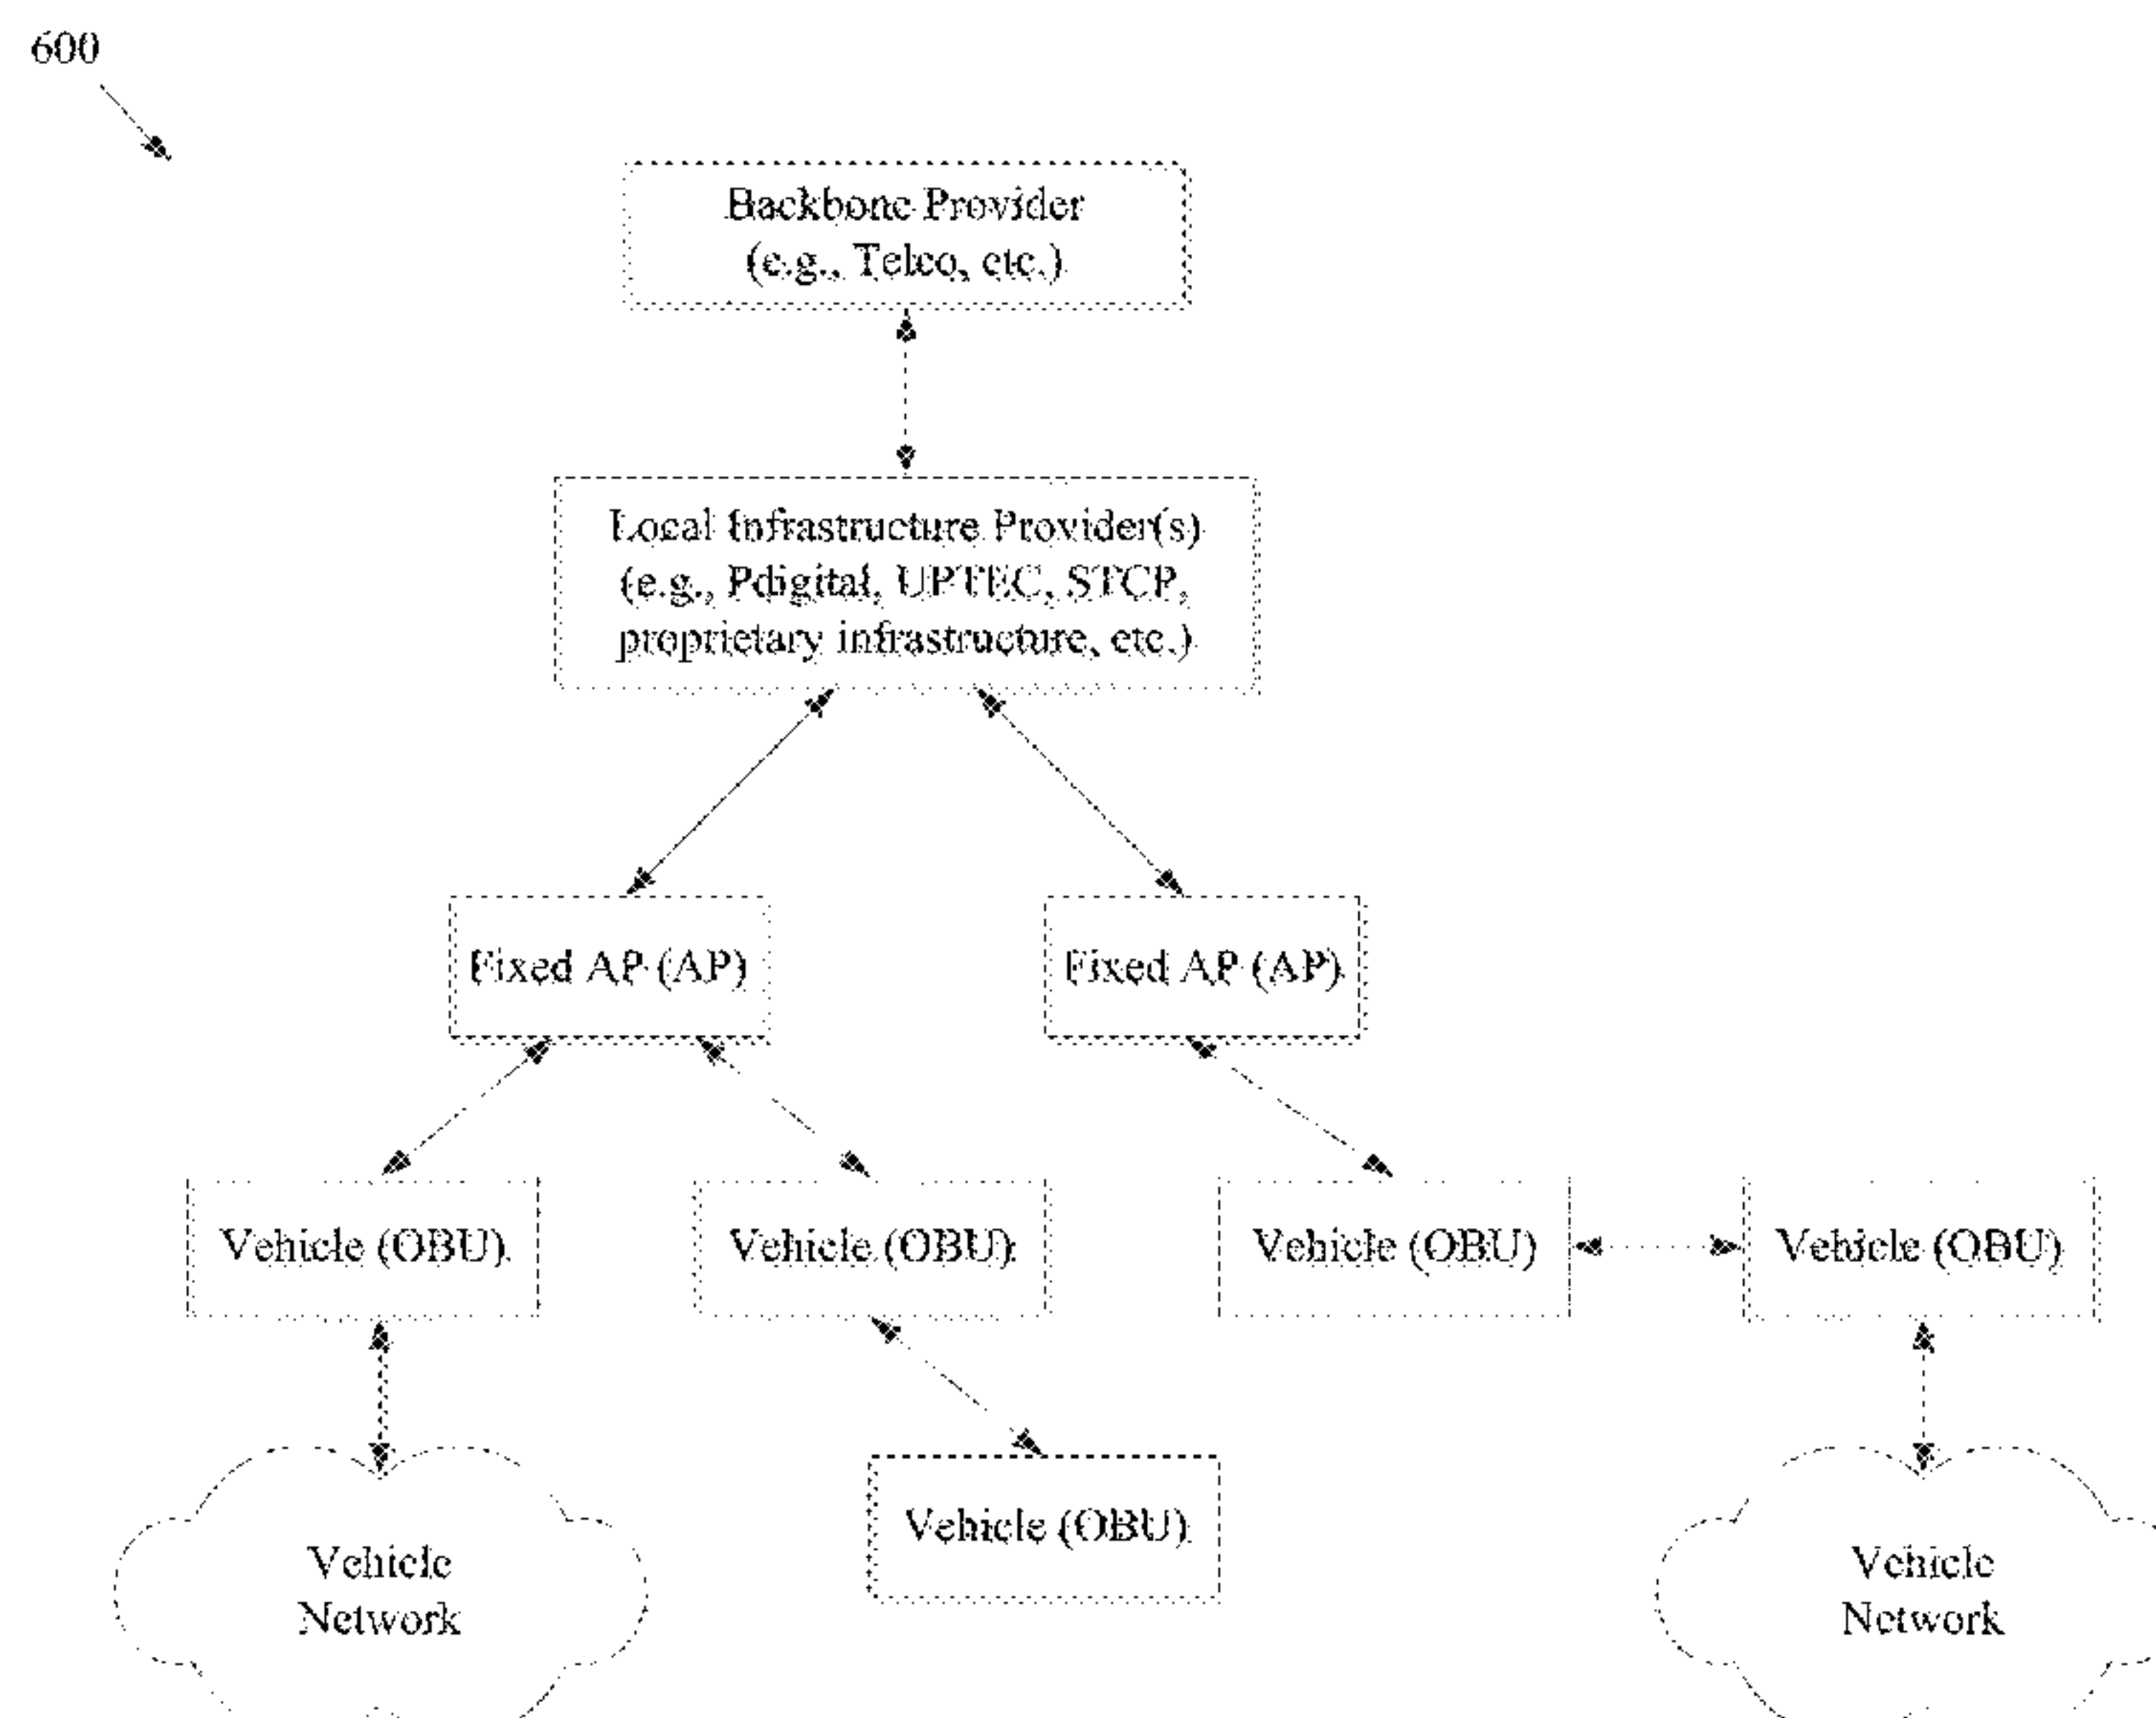 600
Backbone Provider
(e.g., Telco, etc.)
Local Infrastructure Provider(s)
(e.g., Pdigital, UPTEC, STCP,
proprietary infrastructure, etc.)
Fixed AP (AP)
Fixed AP (AP)
Vehicle (OBU)
Vehicle (OBU)
Vehicle (OBU)
Vehicle (OBU)
Vehicle (OBU)
Vehicle
Network
Vehicle
Network